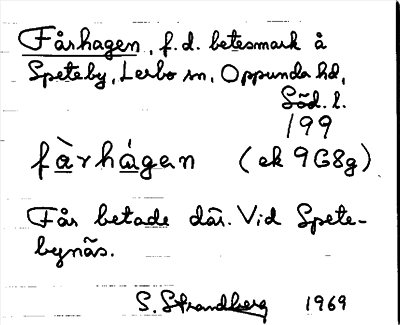 Fårhagen, f.d. betesmark å
Speteby, Lerbo sn, Oppunda hd,
Söd. l.
199
fàrhágen (ek 9G8g)
Får betade där. Vid Spete-
bynäs.
S. Strandberg 1969